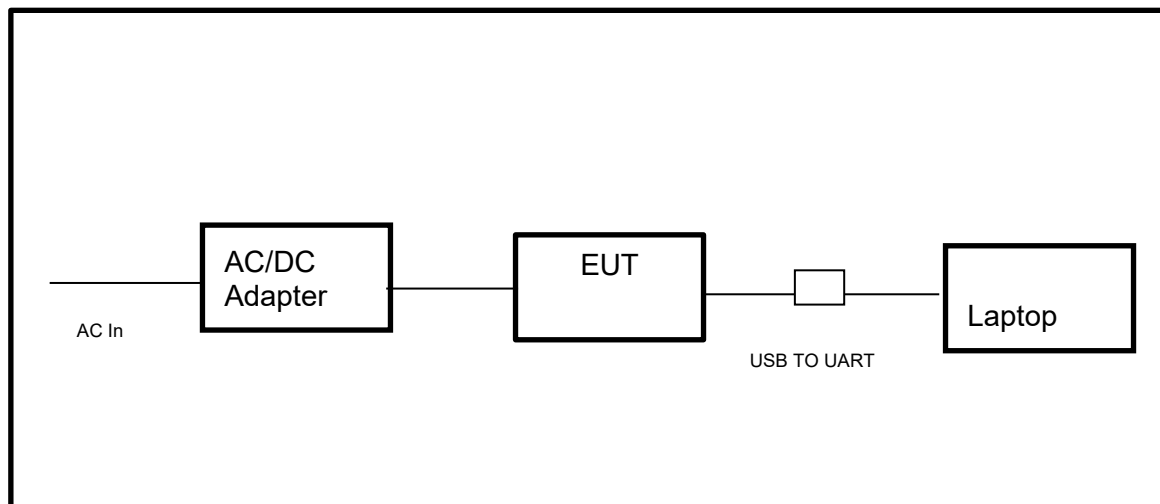 AC/DC
Adapter
EUT
Laptop
AC In
USB TO UART